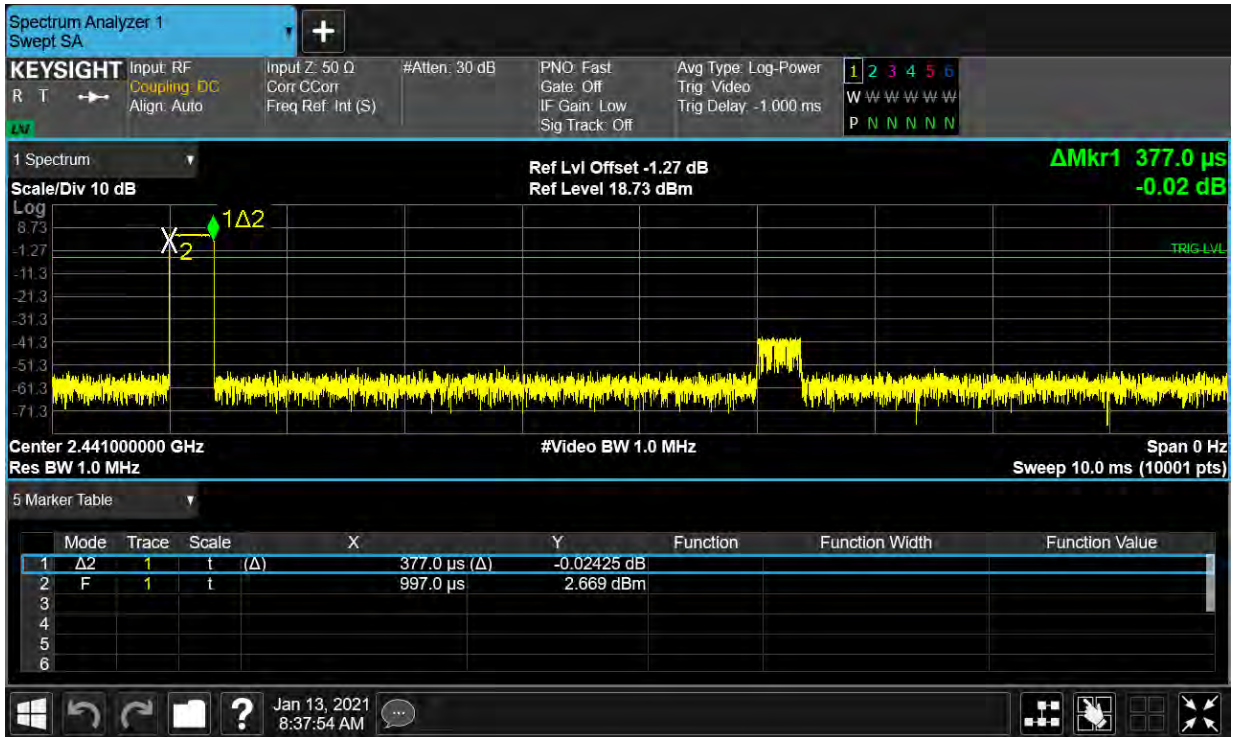 Spectrum Analyzer 1
Swept SA
+
KEYSIGHT Input: RF Input Z: 50 Ω #Atten: 30 dB PNO: Fast Avg Type: Log-Power 1 2 3 4 5 6
R T Coupling: DC Corr CCorr Gate: Off Trig: Video W W W W W W
Align: Auto Freq Ref: Int (S) IF Gain: Low Trig Delay: -1.000 ms P N N N N N
Sig Track: Off
1 Spectrum Ref Lvl Offset -1.27 dB ΔMkr1 377.0 µs
Scale/Div 10 dB Ref Level 18.73 dBm -0.02 dB
Log
1Δ2
8.73
2
-1.27 TRIG LVL
-11.3
-21.3
-31.3
-41.3
-51.3
-61.3
-71.3
Center 2.441000000 GHz #Video BW 1.0 MHz Span 0 Hz
Res BW 1.0 MHz Sweep 10.0 ms (10001 pts)
5 Marker Table
Mode Trace Scale X Y Function Function Width Function Value
1 Δ2 1 t (Δ) 377.0 µs (Δ) -0.02425 dB
2 F 1 t 997.0 µs 2.669 dBm
3
4
5
6
? Jan 13, 2021
8:37:54 AM